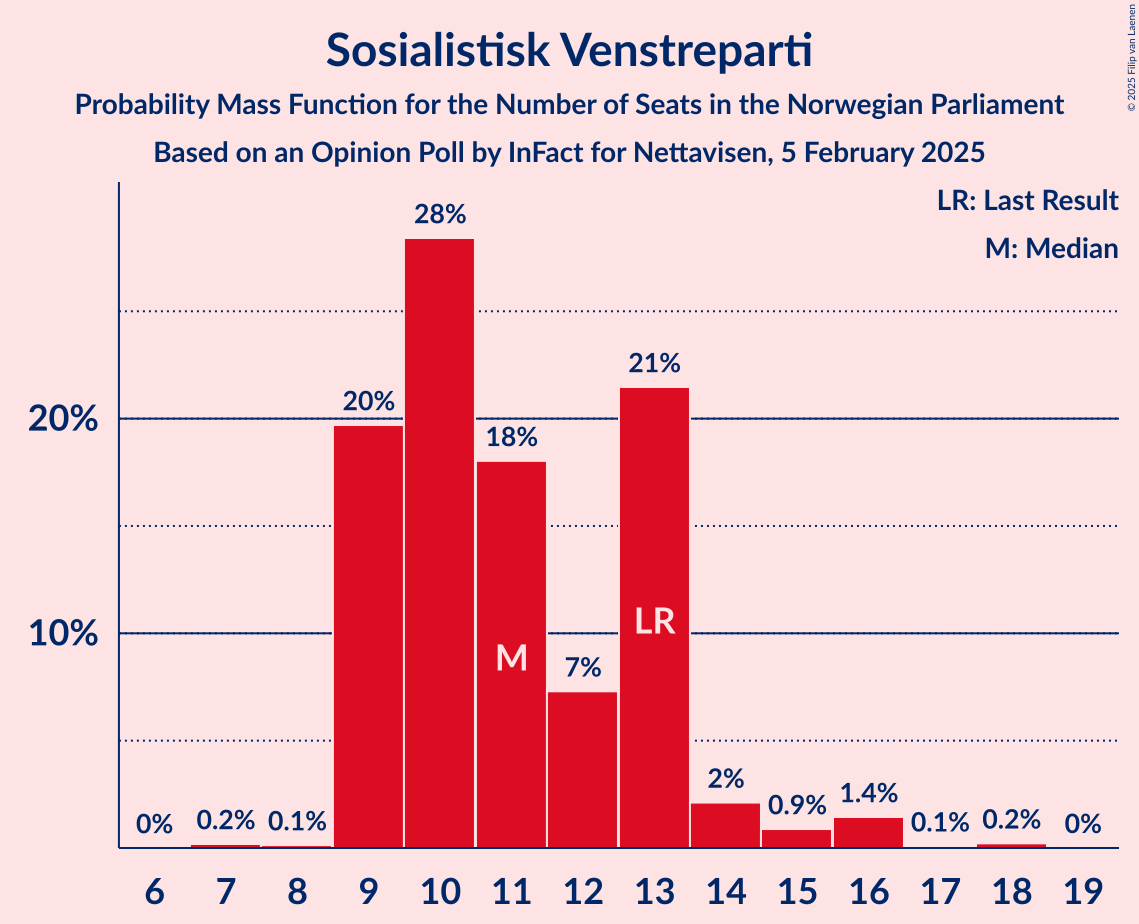 Sosialistisk Venstreparti
Probability Mass Function for the Number of Seats in the Norwegian Parliament
Based on an Opinion Poll by InFact for Nettavisen, 5 February 2025
© 2025 Filip van Laenen
LR: Last Result
M: Median
28%
21%
20%
20%
18%
10%
LR
M
7%
2%
1.4%
0.9%
0% 0.2% 0.1% 0.1% 0.2% 0%
6 7 8 9 10 11 12 13 14 15 16 17 18 19